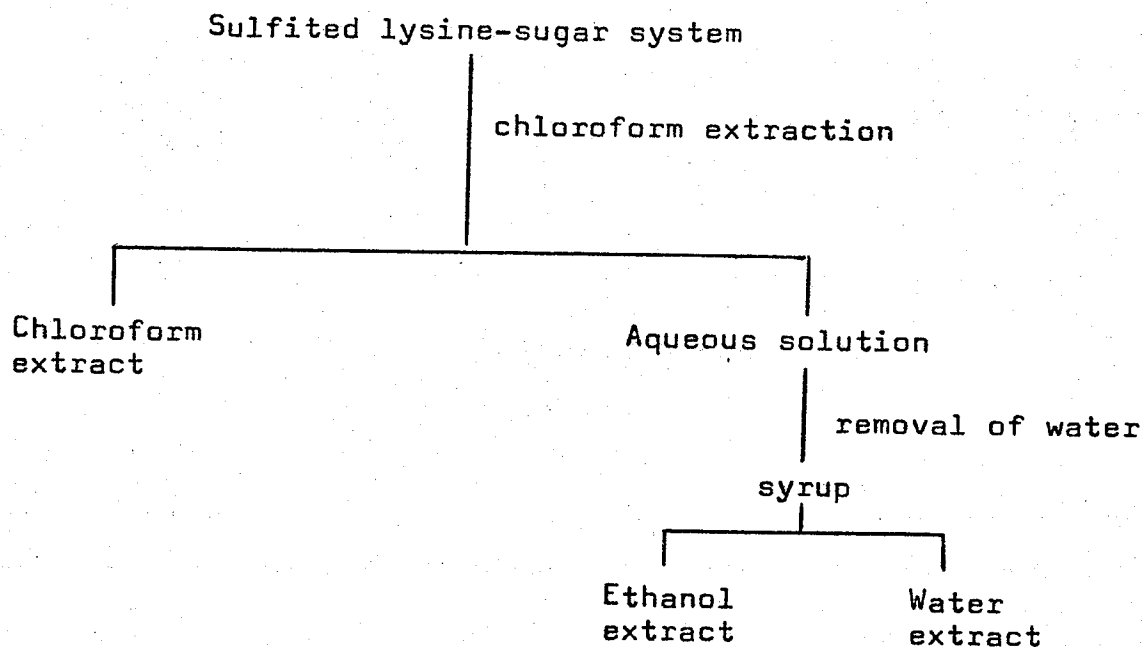 Sulfited lysine-sugar system
chloroform extraction
Chloroform
extract
Aqueous solution
removal of water
syrup
Ethanol
extract
Water
extract